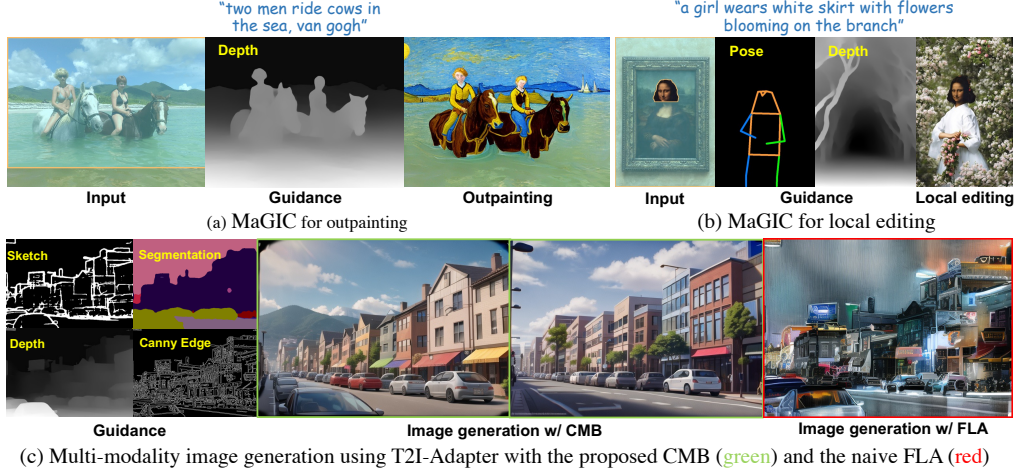 “two men ride cows in
the sea, van gogh”
Depth
Input
Guidance
Outpainting
(a) MaGIC for outpainting
“a girl wears white skirt with flowers
blooming on the branch”
Pose
Depth
Input
Guidance
Local editing
(b) MaGIC for local editing
Sketch
Segmentation
Depth
Canny Edge
Guidance
Image generation w/ CMB
Image generation w/ FLA
(c) Multi-modality image generation using T2I-Adapter with the proposed CMB (green) and the naive FLA (red)